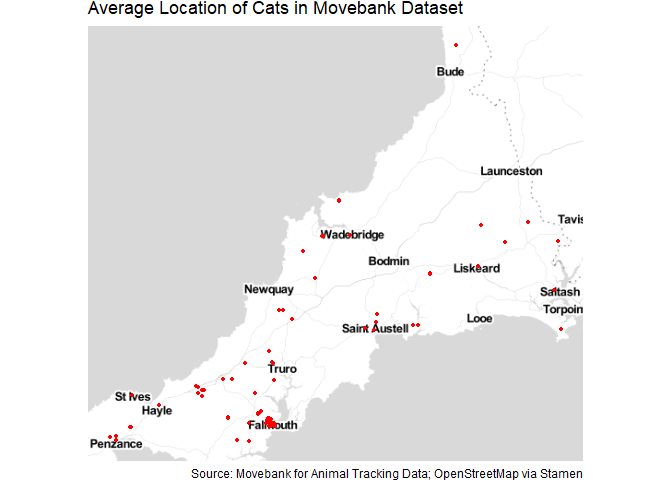 Average Location of Cats in Movebank Dataset
Bude
Launceston
Tavis
Wadebridge
Bodmin
Liskeard
Newquay
Saltash
Torpoin
Looe
Saint Austell
Truro
St Ives
Hayle
Falmouth
Penzance
Source: Movebank for Animal Tracking Data; OpenStreetMap via Stamen